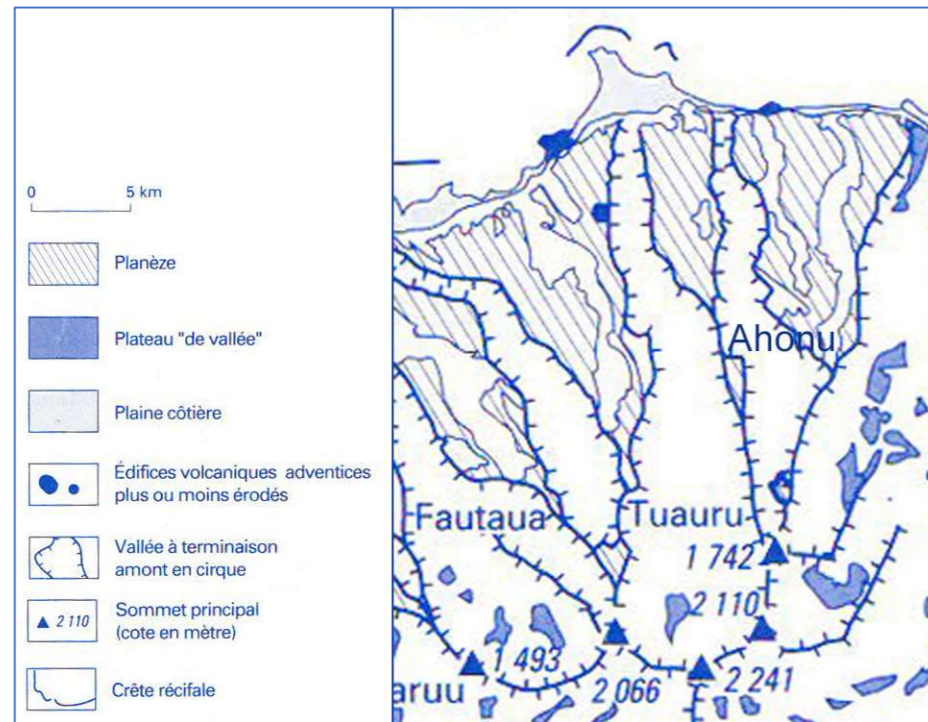 0 5 km
Planèze
Plateau "de vallée"
Plaine côtière
Édifices volcaniques adventices
plus ou moins érodés
Vallée à terminaison
amont en cirque
2 110
Sommet principal
(cote en mètre)
Crête récifale
Ahonu
Fautaua
Tuauru
1 742
2 110
1 493
2 066
2 241
aruu